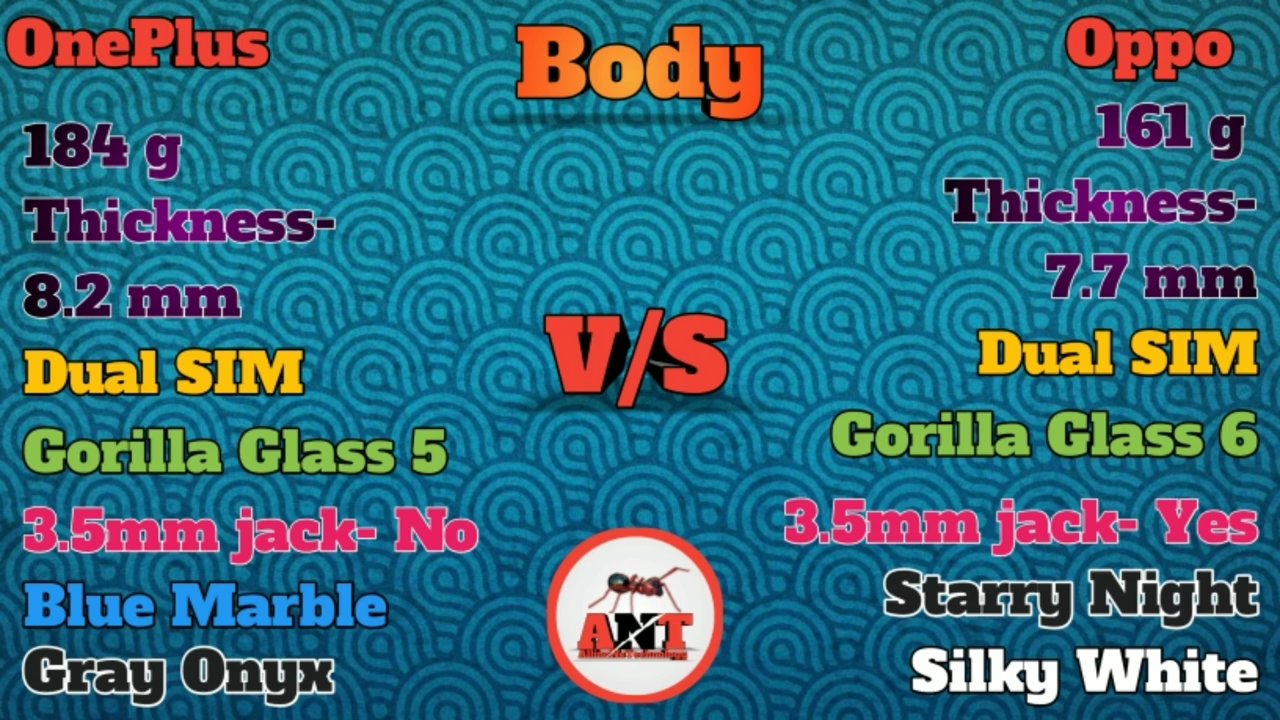 OnePlus
184 g
Thickness-
8.2 mm
Dual SIM
Gorilla Glass 5
3.5mm jack- No
Blue Marble
Gray Onyx
Body
V/S
ANT
Oppo
161 g
Thickness-
7.7 mm
Dual SIM
Gorilla Glass 6
3.5mm jack- Yes
Starry Night
Silky White